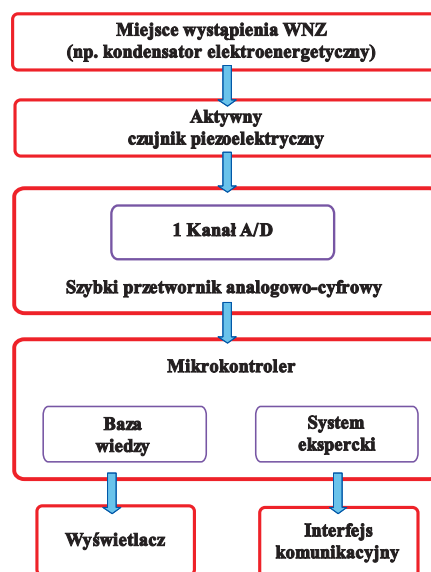 Miejsce wystąpienia WNZ
(np. kondensator elektroenergetyczny)
Aktywny
czujnik piezoelektryczny
1 Kanał A/D
Szybki przetwornik analogowo-cyfrowy
Mikrokontroler
Baza
wiedzy
System
ekspercki
Wyświetlacz
Interfejs
komunikacyjny